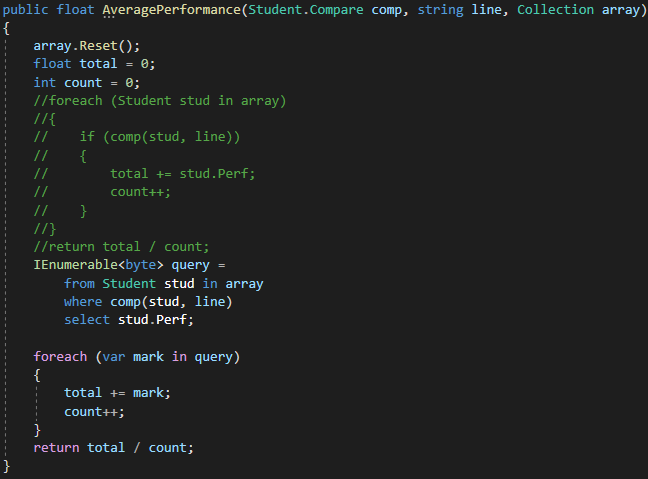 public float AveragePerformance(Student.Compare comp, string line, Collection array)
{
    array.Reset();
    float total = 0;
    int count = 0;
    //foreach (Student stud in array)
    //{
    //    if (comp(stud, line))
    //    {
    //        total += stud.Perf;
    //        count++;
    //    }
    //}
    //return total / count;
    IEnumerable<byte> query =
        from Student stud in array
        where comp(stud, line)
        select stud.Perf;

    foreach (var mark in query)
    {
        total += mark;
        count++;
    }
    return total / count;
}